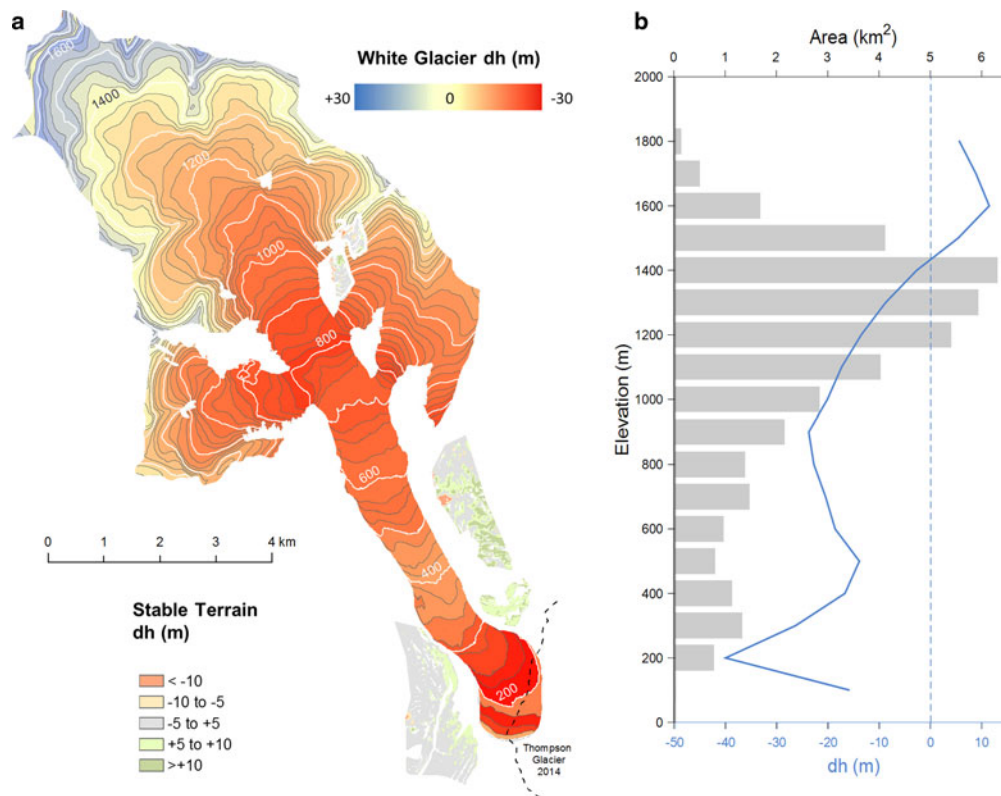 a
White Glacier dh (m)
+30 0 -30
1600
1400
1200
1000
800
600
400
200
0 1 2 3 4 km
Stable Terrain
dh (m)
< -10
-10 to -5
-5 to +5
+5 to +10
>+10
Thompson
Glacier
2014
b
Area (km²)
0 1 2 3 4 5 6
Elevation (m)
2000
1800
1600
1400
1200
1000
800
600
400
200
0
-50 -40 -30 -20 -10 0 10
dh (m)